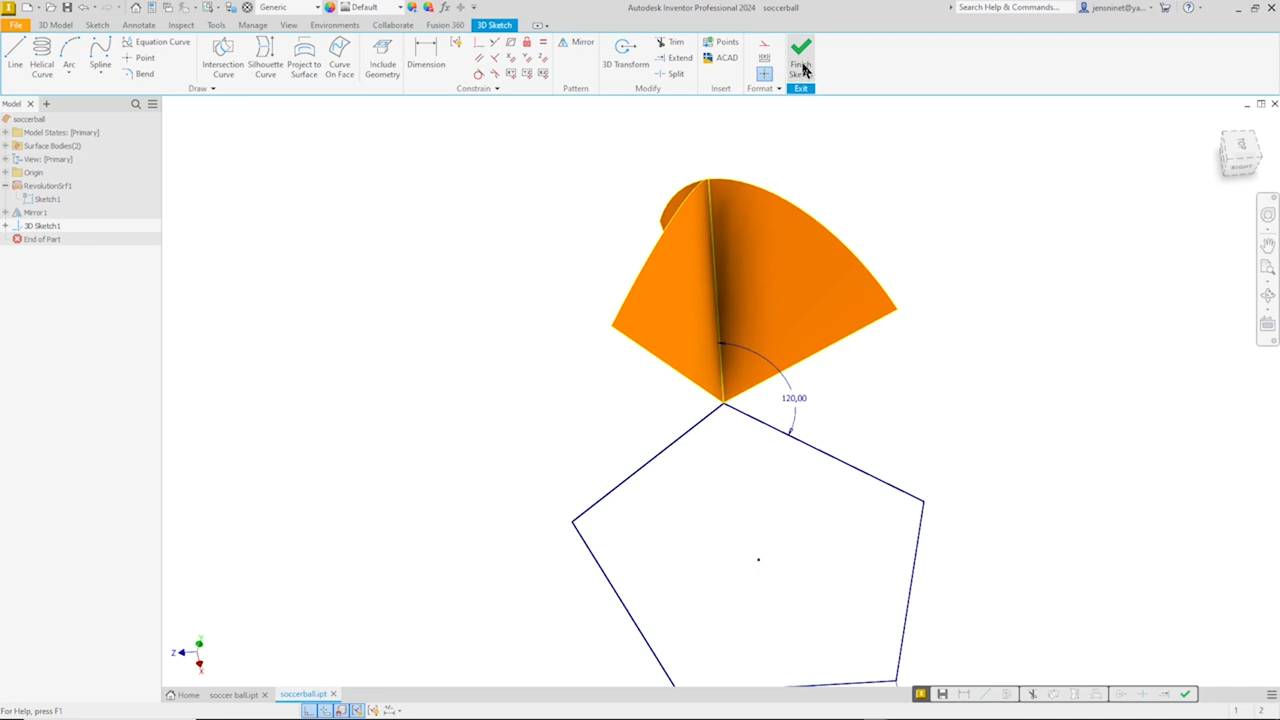 Generic
Default
Autodesk Inventor Professional 2024 soccerball
Search Help & Commands...
jensninet@ya...
File
3D Model
Sketch
Annotate
Inspect
Tools
Manage
View
Environments
Collaborate
Fusion 360
3D Sketch
Line
Helical Curve
Arc
Spline
Equation Curve
Point
Bend
Intersection Curve
Silhouette Curve
Project to Surface
Curve On Face
Include Geometry
Dimension
Mirror
3D Transform
Trim
Extend
Split
Points
ACAD
Finish
Draw
Constrain
Pattern
Modify
Insert
Format
Exit
Model
soccerball
Model States: [Primary]
Surface Bodies(2)
View: [Primary]
Origin
RevolutionSrf1
Sketch1
Mirror1
3D Sketch1
End of Part
RIGHT
120,00
Z
Y
X
Home
soccer ball.ipt
soccerball.ipt
For Help, press F1
1
2